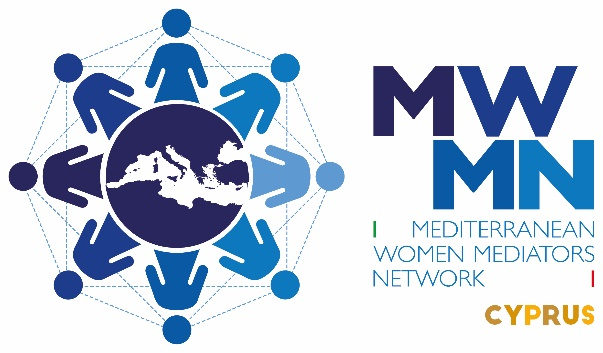 MW
MN
MEDITERRANEAN
WOMEN MEDIATORS
NETWORK
CYPRUS